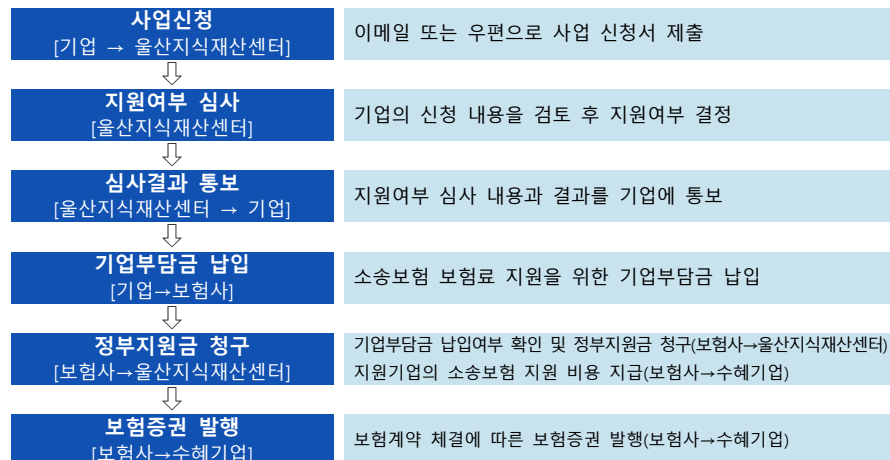 사업신청
[기업 → 울산지식재산센터]
이메일 또는 우편으로 사업 신청서 제출
지원여부 심사
[울산지식재산센터]
기업의 신청 내용을 검토 후 지원여부 결정
심사결과 통보
[울산지식재산센터 → 기업]
지원여부 심사 내용과 결과를 기업에 통보
기업부담금 납입
[기업→보험사]
소송보험 보험료 지원을 위한 기업부담금 납입
정부지원금 청구
[보험사→울산지식재산센터]
기업부담금 납입여부 확인 및 정부지원금 청구(보험사→울산지식재산센터)
지원기업의 소송보험 지원 비용 지급(보험사→수혜기업)
보험증권 발행
[보험사→수혜기업]
보험계약 체결에 따른 보험증권 발행(보험사→수혜기업)